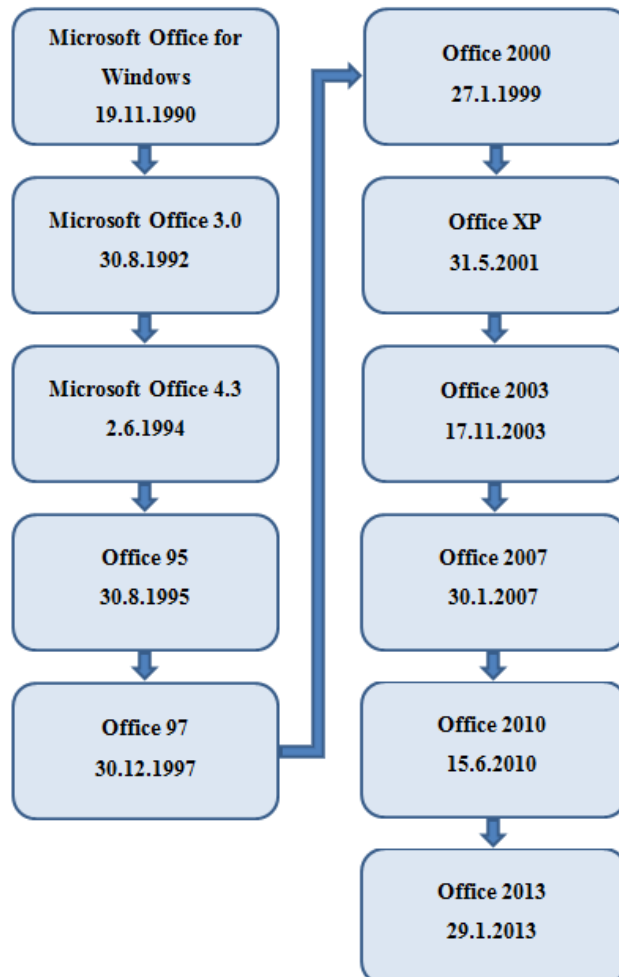 Microsoft Office for
Windows
19.11.1990
Microsoft Office 3.0
30.8.1992
Microsoft Office 4.3
2.6.1994
Office 95
30.8.1995
Office 97
30.12.1997
Office 2000
27.1.1999
Office XP
31.5.2001
Office 2003
17.11.2003
Office 2007
30.1.2007
Office 2010
15.6.2010
Office 2013
29.1.2013